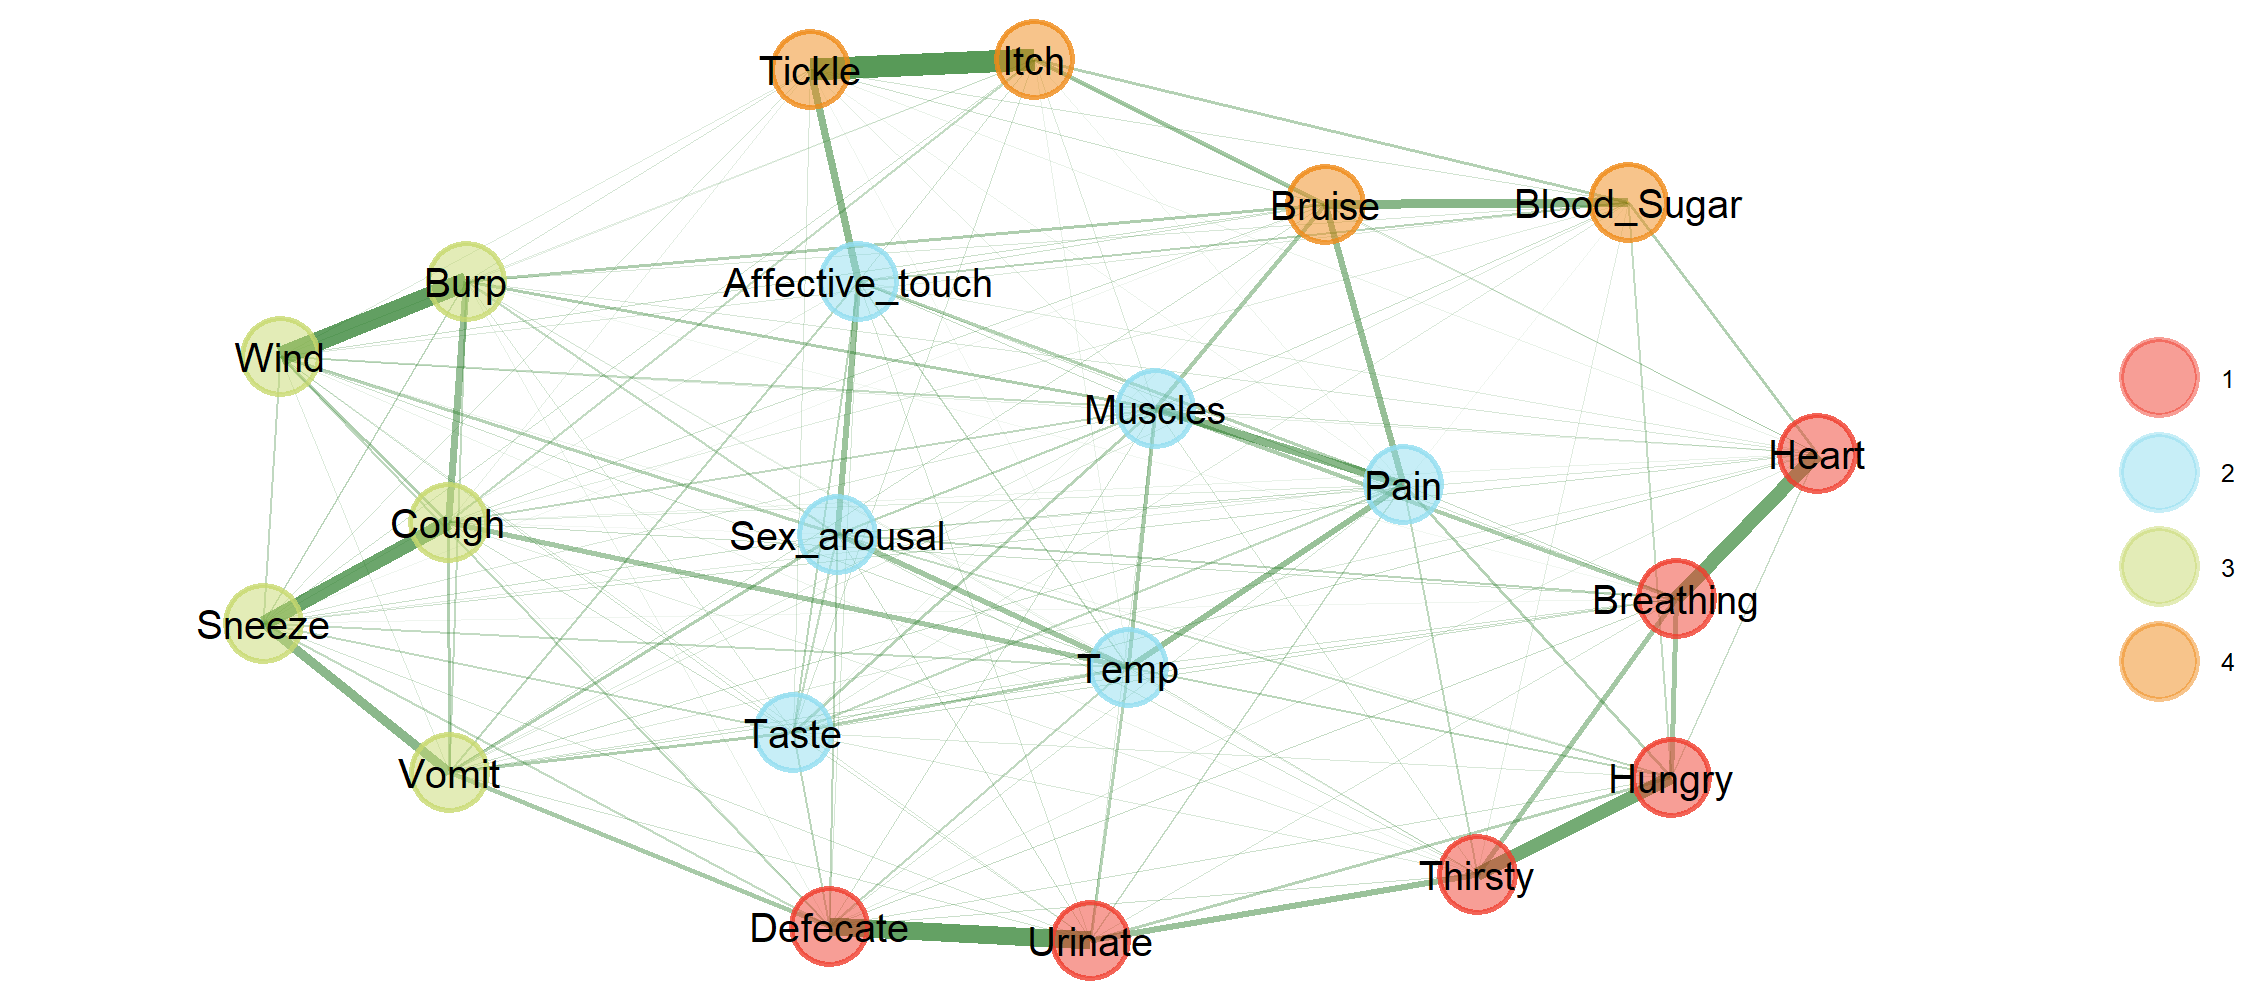 Tickle
Itch
Bruise
Blood_Sugar
Burp
Affective_touch
Wind
Muscles
Heart
Pain
Cough
Sex_arousal
Breathing
Sneeze
Temp
Taste
Vomit
Hungry
Thirsty
Defecate
Urinate
1
2
3
4